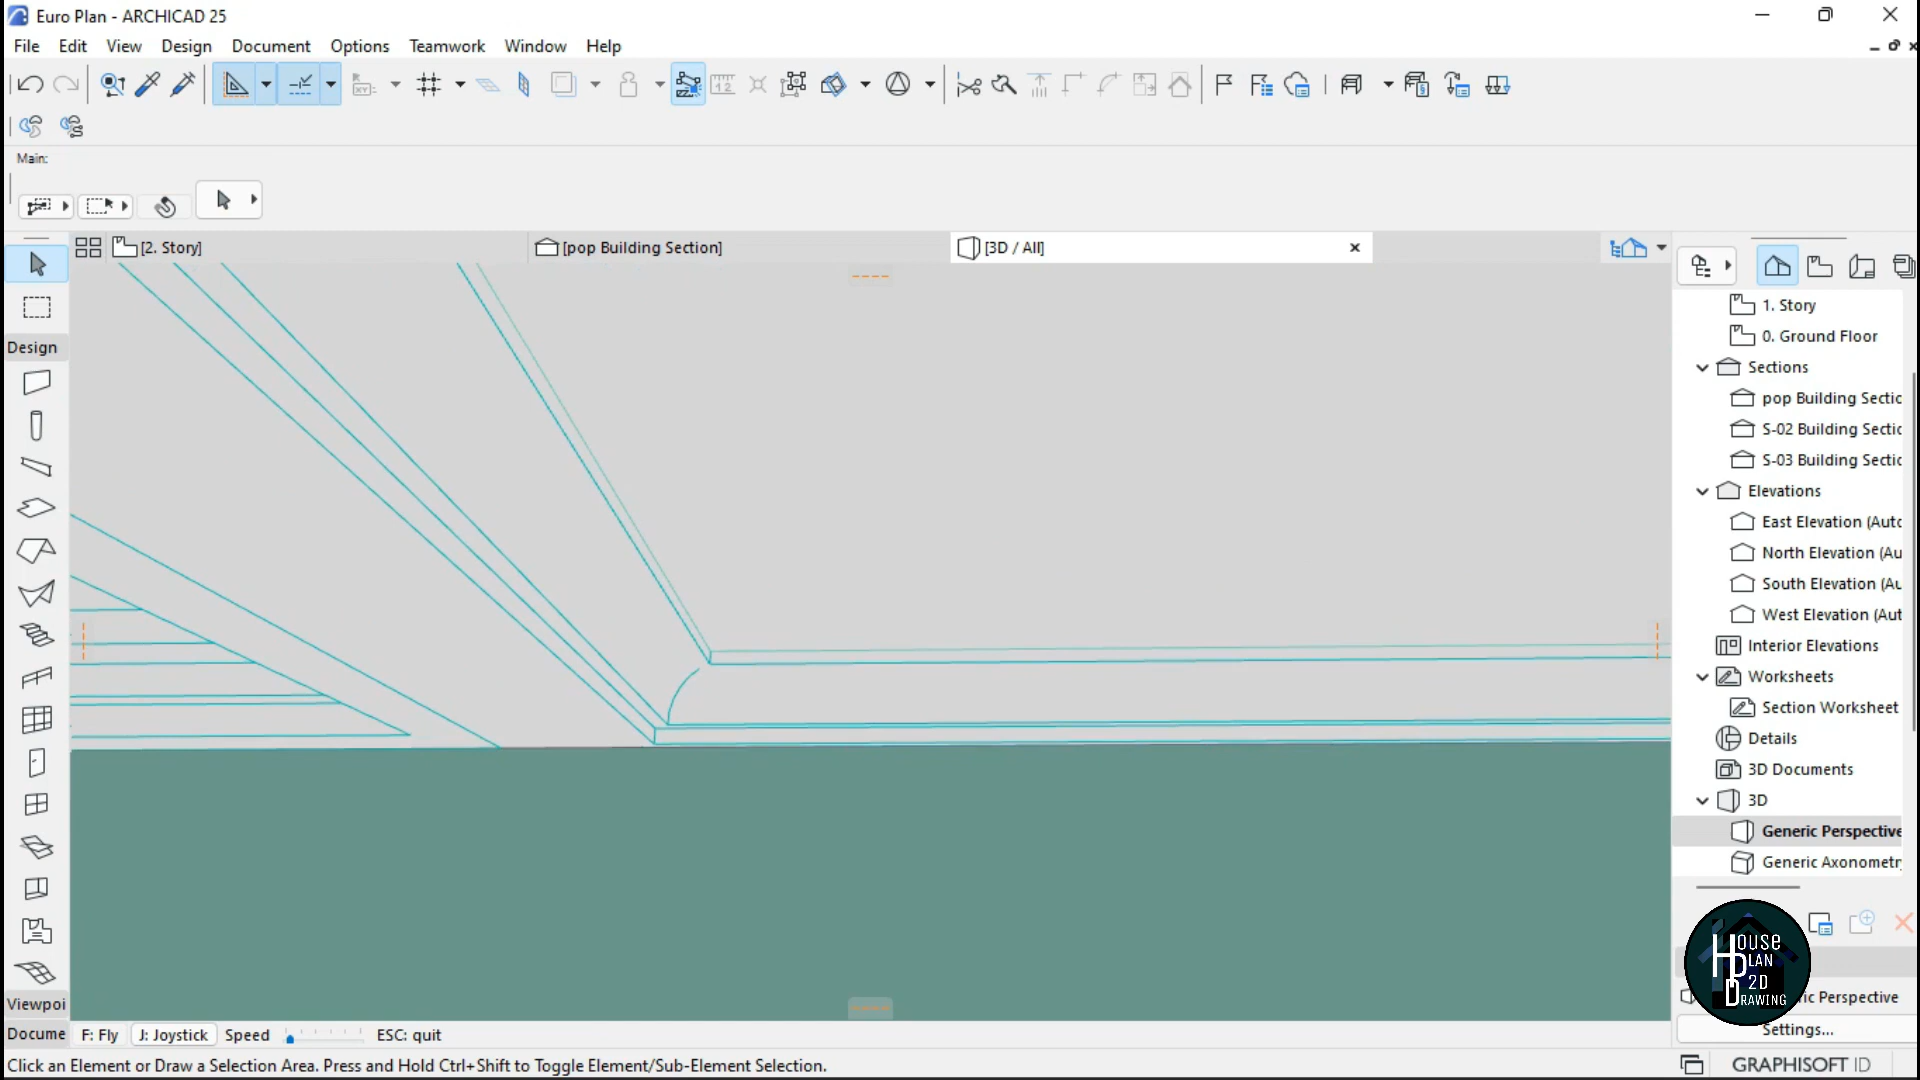 Euro Plan - ARCHICAD 25
File Edit View Design Document Options Teamwork Window Help
Main:
[2. Story]
[pop Building Section]
[3D / All]
Design
Viewpoi
Docume
1. Story
0. Ground Floor
Sections
pop Building Sectic
S-02 Building Sectic
S-03 Building Sectic
Elevations
East Elevation (Autc
North Elevation (Au
South Elevation (Au
West Elevation (Aut
Interior Elevations
Worksheets
Section Worksheet
Details
3D Documents
3D
Generic Perspective
Generic Axonometr
House
Plan
2D
Drawing
ric Perspective
Settings...
F: Fly J: Joystick Speed ESC: quit
Click an Element or Draw a Selection Area. Press and Hold Ctrl+Shift to Toggle Element/Sub-Element Selection.
GRAPHISOFT ID